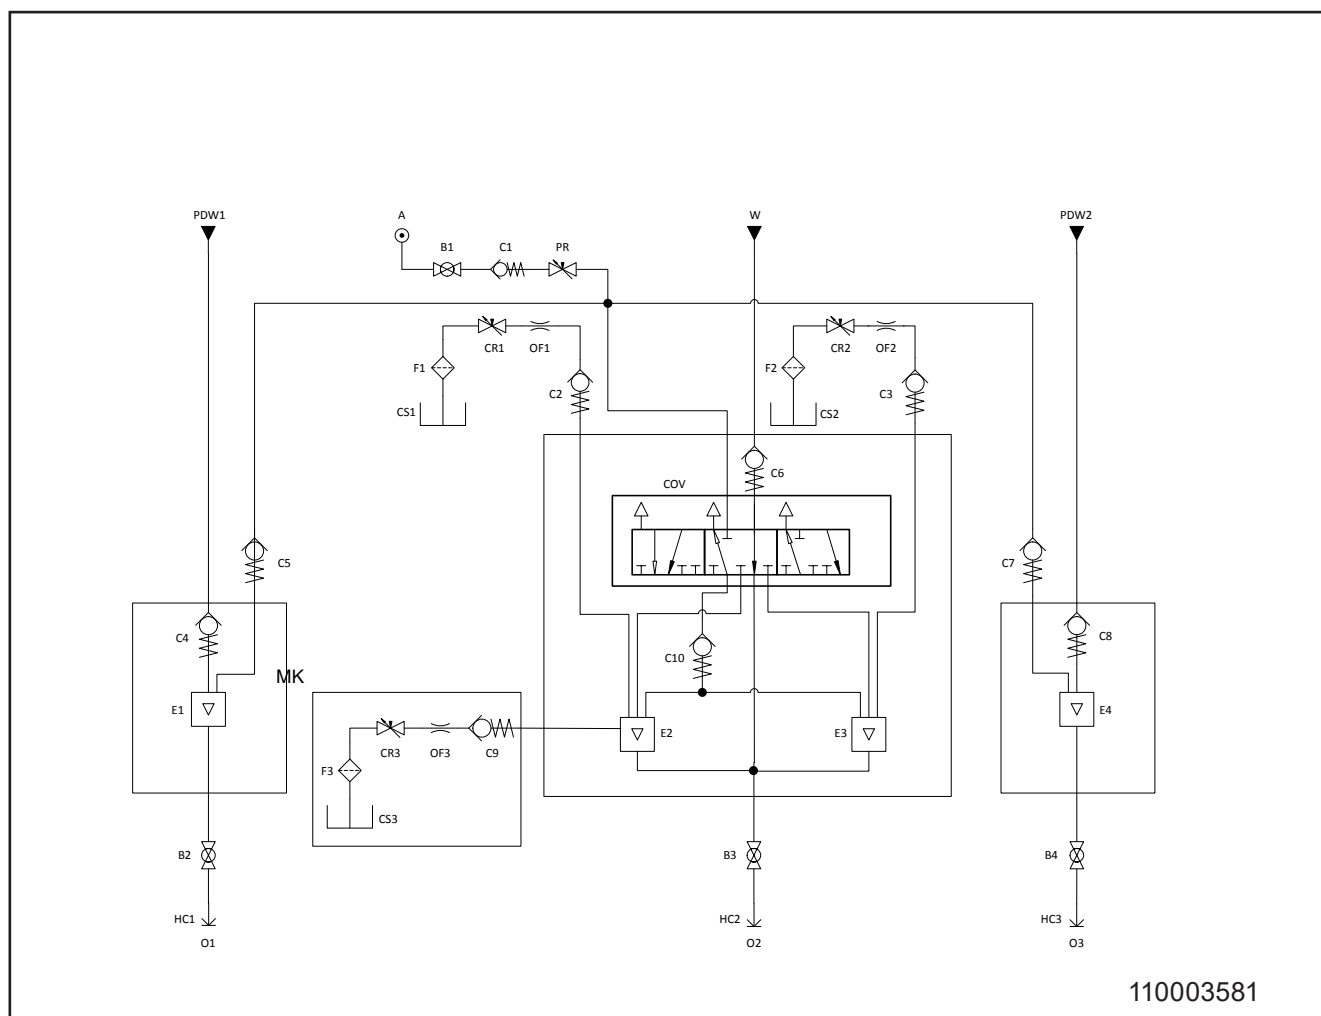 PDW1 A W PDW2
B1 C1 PR
CR1 OF1 CR2 OF2
F1 C2 F2 C3
CS1 CS2
C6
COV
C5 C7
C4 C8
C10
MK
E1 E2 E3 E4
CR3 OF3 C9
F3
CS3
B2 B3 B4
HC1 HC2 HC3
O1 O2 O3
110003581